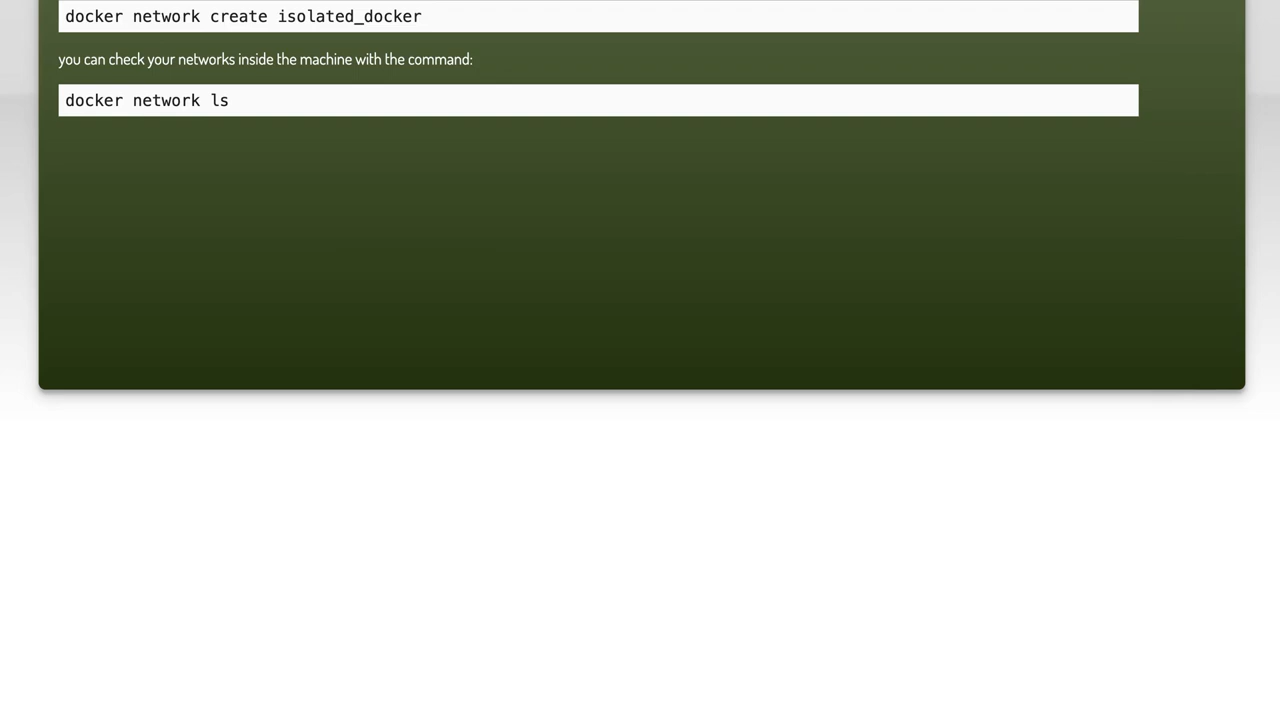 docker network create isolated_docker
you can check your networks inside the machine with the command:
docker network ls